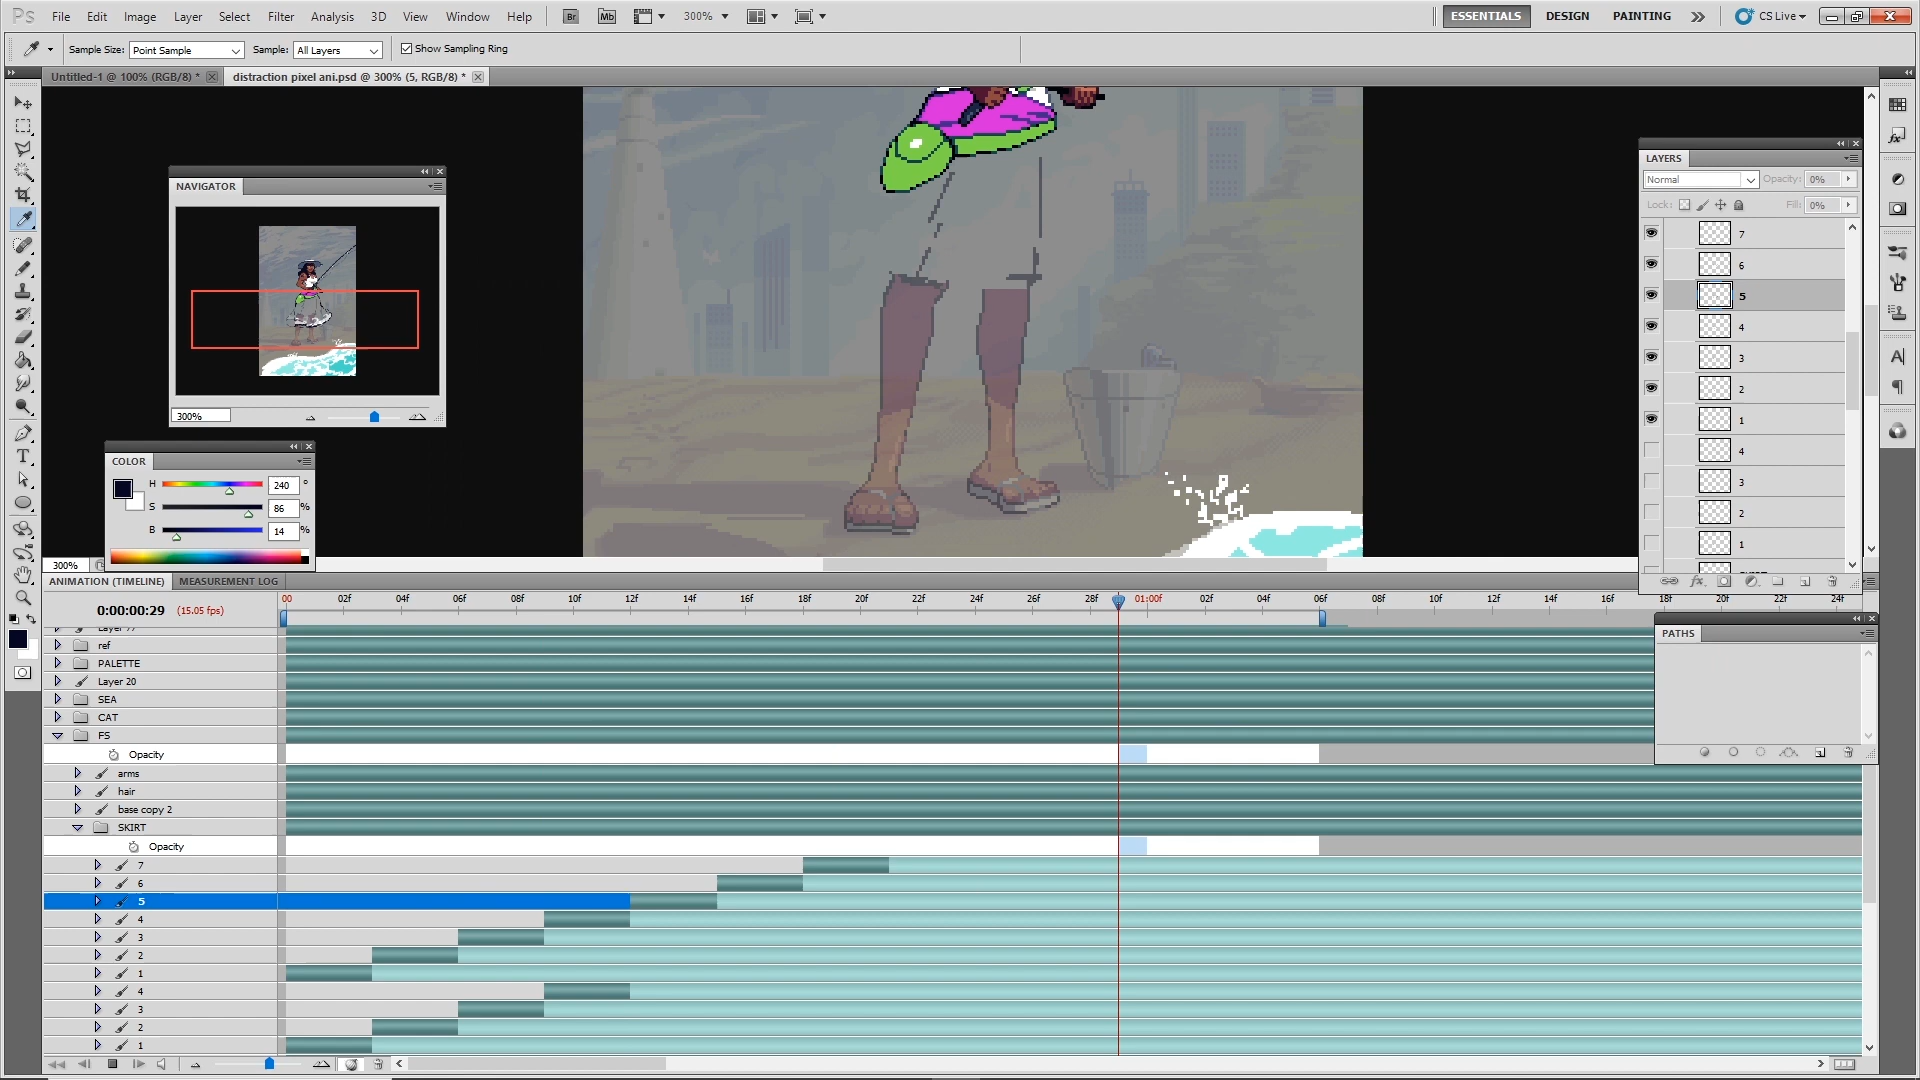 Ps File Edit Image Layer Select Filter Analysis 3D View Window Help Br Mb 300% ESSENTIALS DESIGN PAINTING CS Live
Sample Size: Point Sample Sample: All Layers Show Sampling Ring
Untitled-1 @ 100% (RGB/8) * distraction pixel ani.psd @ 300% (5, RGB/8) *
NAVIGATOR
300%
COLOR
H 240 °
S 86 %
B 14 %
LAYERS
Normal Opacity: 0%
Lock: Fill: 0%
7
6
5
4
3
2
1
4
3
2
1
300%
ANIMATION (TIMELINE) MEASUREMENT LOG
0:00:00:29 (15.05 fps)
00 02f 04f 06f 08f 10f 12f 14f 16f 18f 20f 22f 24f 26f 28f 01:00f 02f 04f 06f 08f 10f 12f 14f 16f 18f 20f 22f 24f
PATHS
Layer 77
ref
PALETTE
Layer 20
SEA
CAT
FS
Opacity
arms
hair
base copy 2
SKIRT
Opacity
7
6
5
4
3
2
1
4
3
2
1